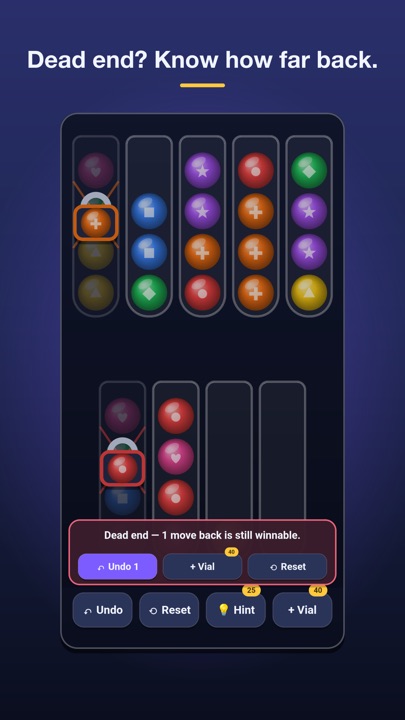 Dead end? Know how far back.
Dead end — 1 move back is still winnable.
Undo 1
+ Vial
40
Reset
Undo
Reset
Hint
25
+ Vial
40